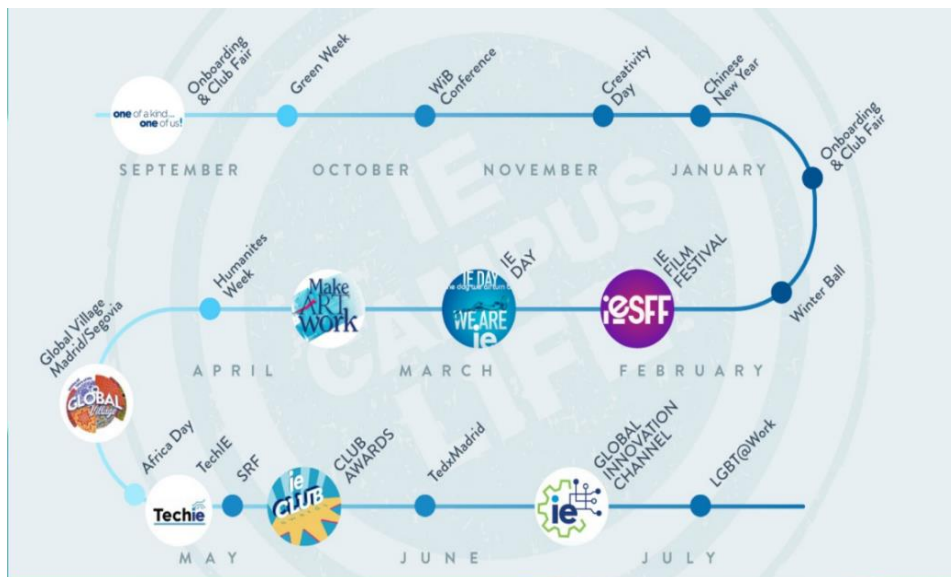 Onboarding
& Club Fair
Green Week
WiB
Conference
Creativity
Day
Chinese
New Year
one of a kind...
one of us!
SEPTEMBER
OCTOBER
NOVEMBER
JANUARY
Onboarding
& Club Fair
Humanites
Week
Make
ART
work
IE DAY
WE ARE
ie
IE
DAY
ieSFF
IE
FILM
FESTIVAL
Winter Ball
Global Village
Madrid/Segovia
GLOBAL
Village
APRIL
MARCH
FEBRUARY
IE
CAMPUS
LIFE
Africa Day
TechIE
SRF
CLUB
AWARDS
TedxMadrid
GLOBAL
INNOVATION
CHANNEL
LGBT@Work
Techie
ie
CLUB
ie
MAY
JUNE
JULY